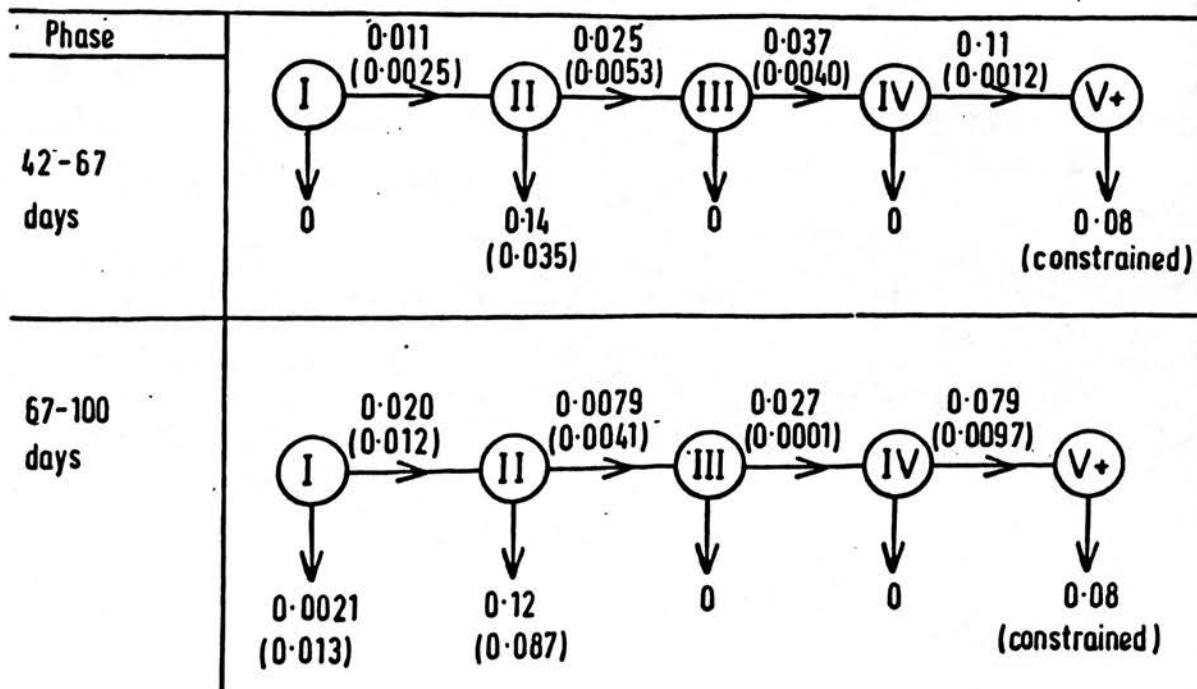 Phase
42-67
days
0·011 0·025 0·037 0·11
(0·0025) (0·0053) (0·0040) (0·0012)
I II III IV V+
0 0·14 0 0 0·08
(0·035) (constrained)
67-100
days
0·020 0·0079 0·027 0·079
(0·012) (0·0041) (0·0001) (0·0097)
I II III IV V+
0·0021 0·12 0 0 0·08
(0·013) (0·087) (constrained)